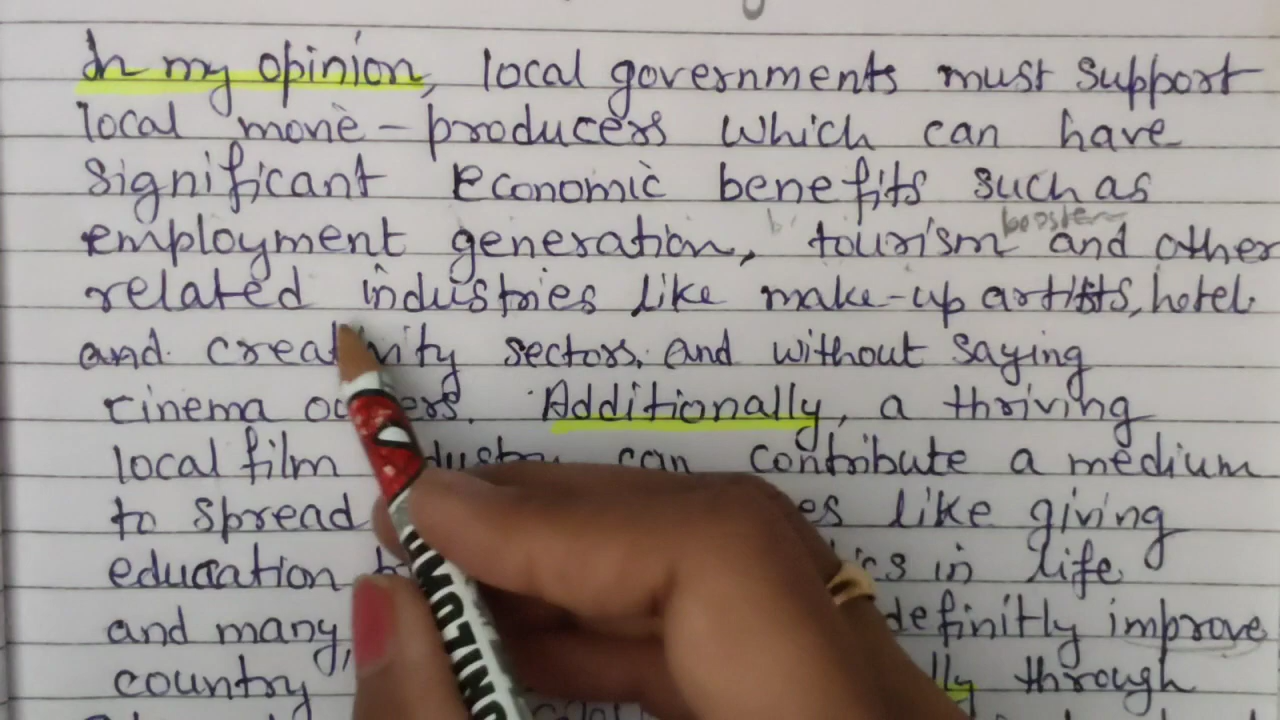 In my opinion, local governments must support
local movie - producers which can have
significant economic benefits such as
booster
employment generation, tourism and other
related industries like make-up artists, hotel
and creativity sectors. and without saying
cinema owners. Additionally, a thriving
local film industry can contribute a medium
to spread like giving
education in life
and many, definitly improve
country through